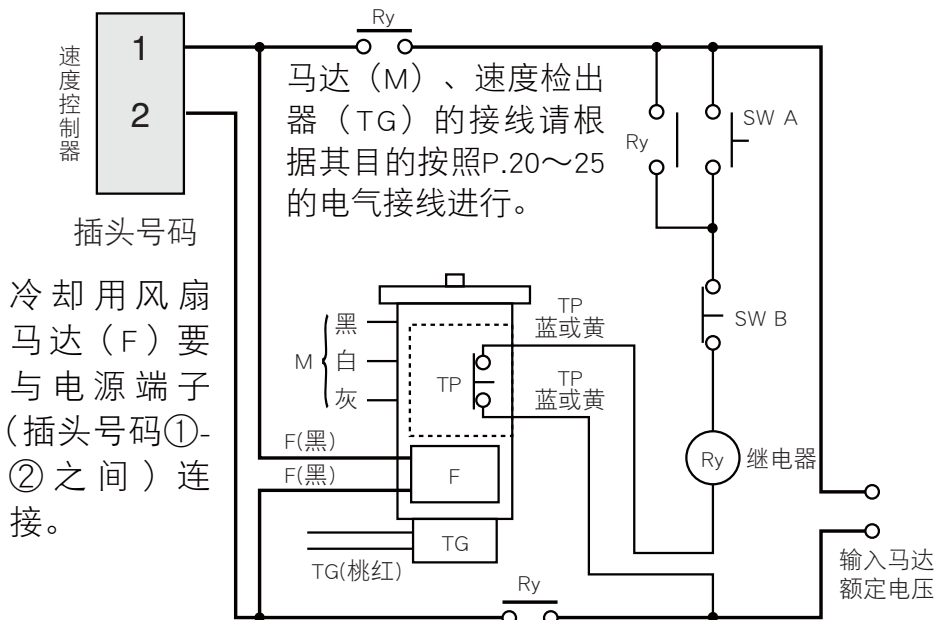 Ry
速度控制器
1
2
插头号码
马达（M）、速度检出
器（TG）的接线请根
据其目的按照P.20～25
的电气接线进行。
Ry
SW A
SW B
Ry
继电器
冷却用风扇
马达（F）要
与电源端子
（插头号码①-
②之间）连
接。
M
黑
白
灰
TP
TP
蓝或黄
TP
蓝或黄
F(黑)
F(黑)
F
TG
TG(桃红)
Ry
输入马达
额定电压